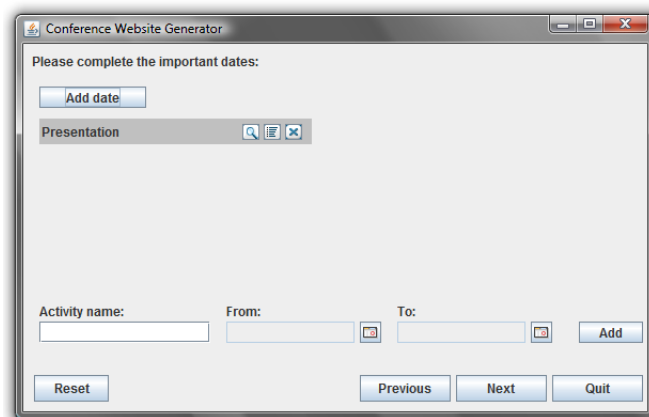 Conference Website Generator
Please complete the important dates:
Add date
Presentation
Activity name: From: To:
Add
Reset Previous Next Quit